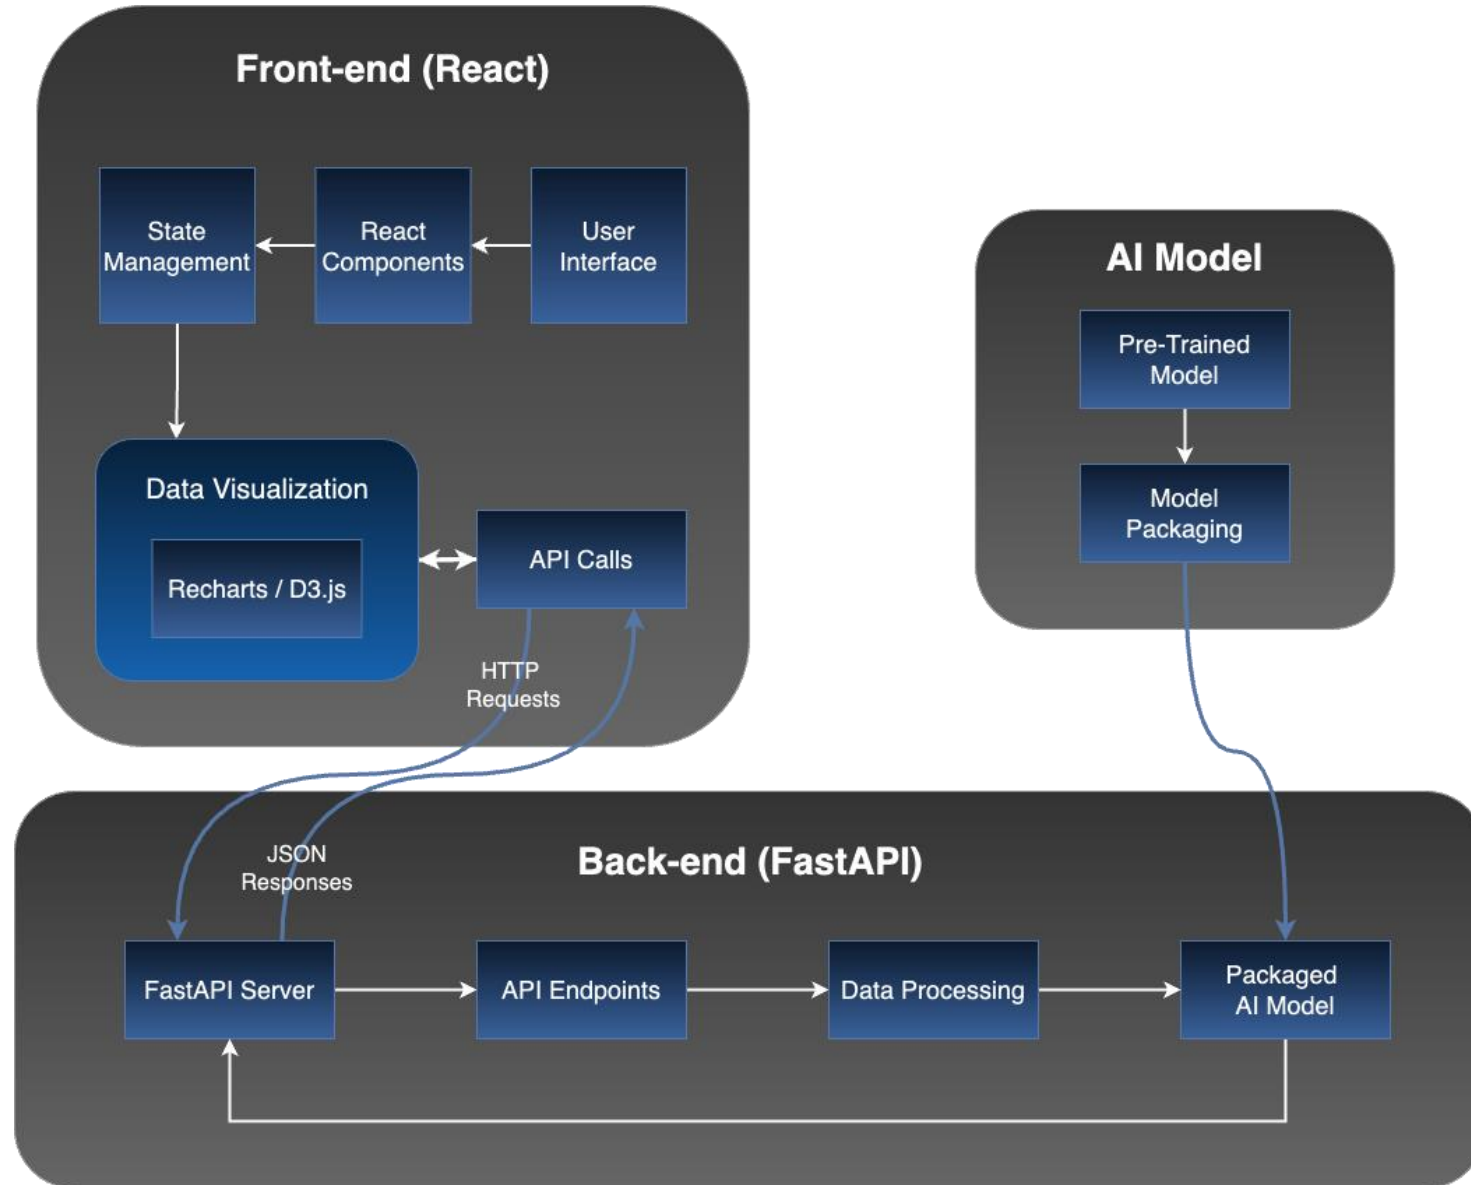 Front-end (React)
State
Management
React
Components
User
Interface
Data Visualization
Recharts / D3.js
API Calls
HTTP
Requests
AI Model
Pre-Trained
Model
Model
Packaging
JSON
Responses
Back-end (FastAPI)
FastAPI Server
API Endpoints
Data Processing
Packaged
AI Model